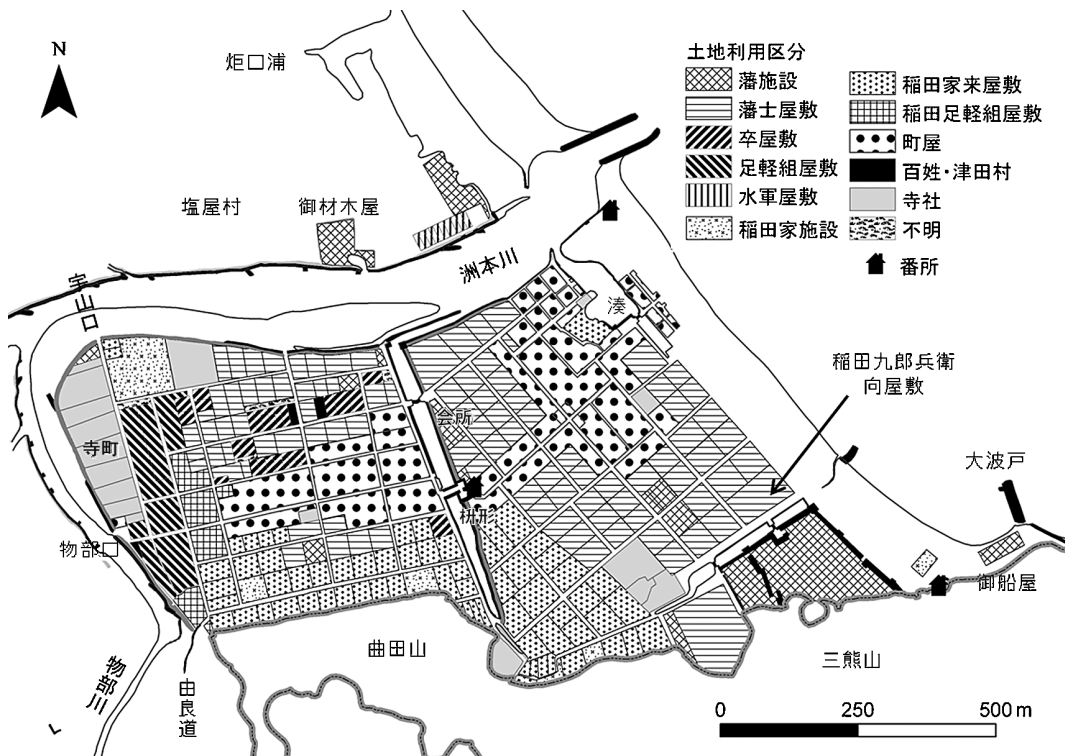 N
炬口浦
土地利用区分
藩施設
藩士屋敷
卒屋敷
足軽組屋敷
水軍屋敷
稲田家施設
稲田家来屋敷
稲田足軽組屋敷
町屋
百姓・津田村
寺社
不明
番所
塩屋村
御材木屋
洲本川
宇山口
湊
稲田九郎兵衛
向屋敷
会所
寺町
大波戸
枡形
物部口
御船屋
曲田山
三熊山
物部川
由良道
0 250 500m